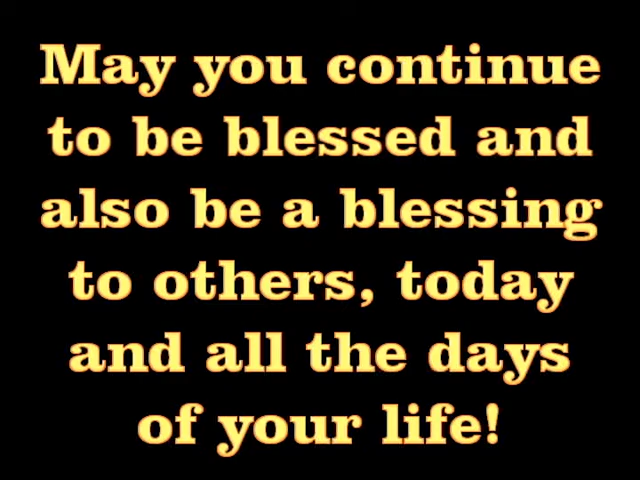 May you continue
to be blessed and
also be a blessing
to others, today
and all the days
of your life!